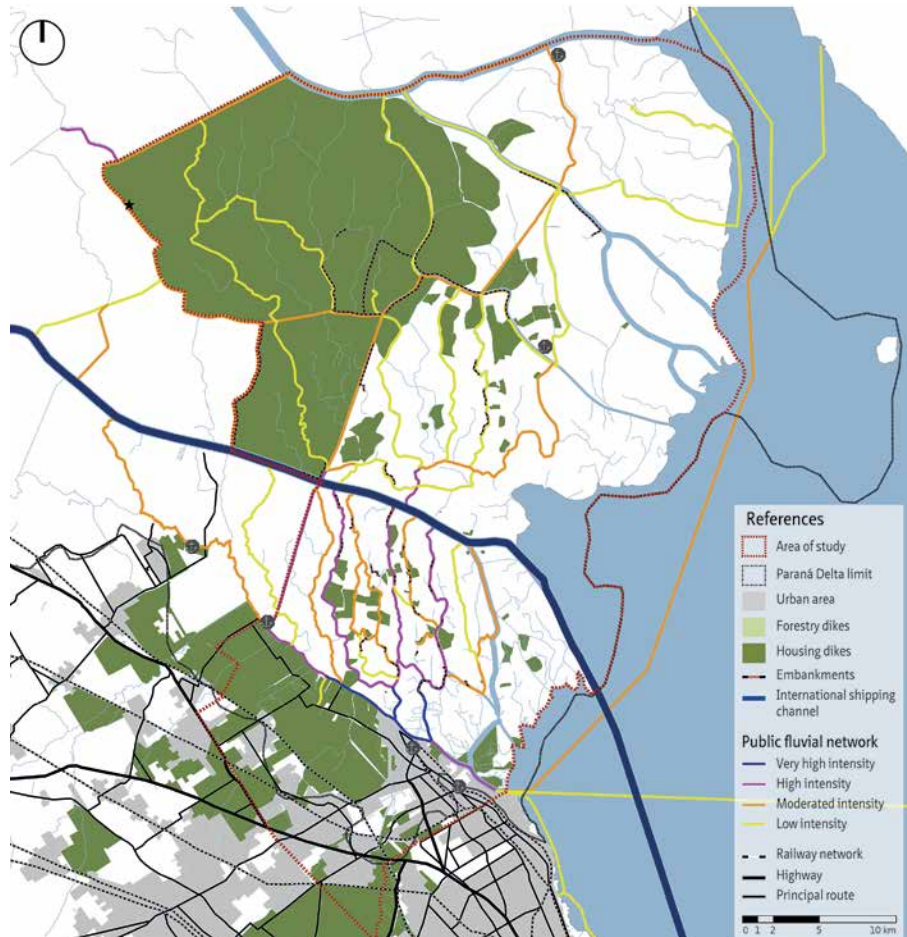 References
Area of study
Paraná Delta limit
Urban area
Forestry dikes
Housing dikes
Embankments
International shipping
channel
Public fluvial network
Very high intensity
High intensity
Moderated intensity
Low intensity
Railway network
Highway
Principal route
0 1 2 5 10 km